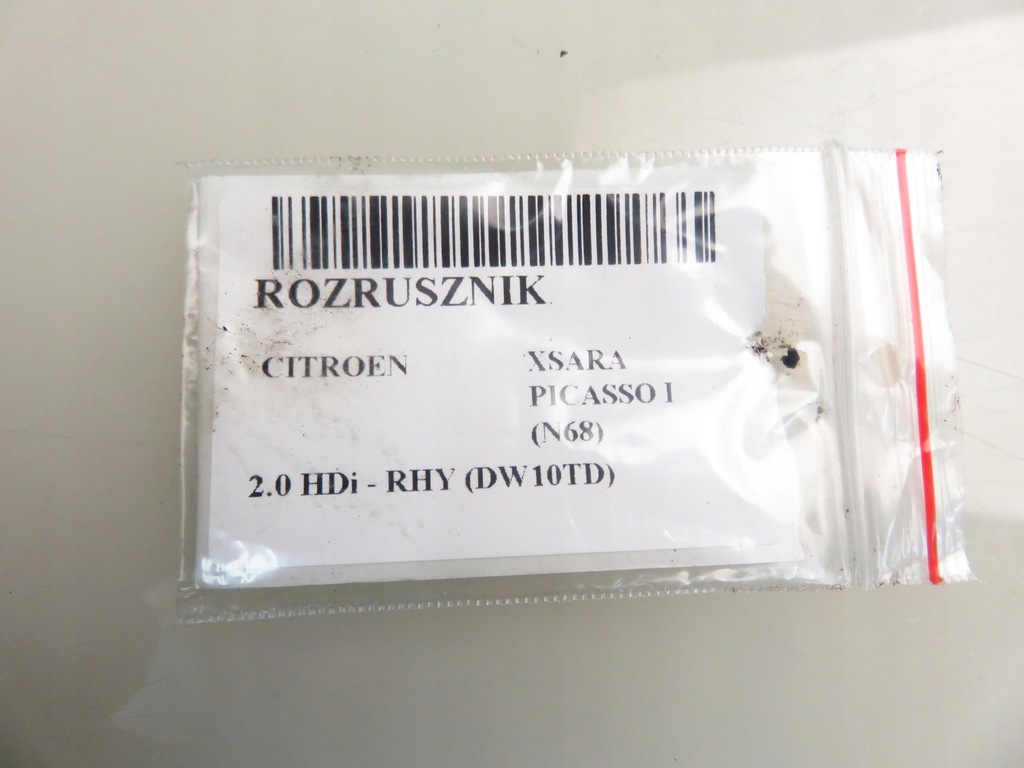 ROZRUSZNIK
CITROEN XSARA
PICASSO I
(N68)
2.0 HDi - RHY (DW10TD)